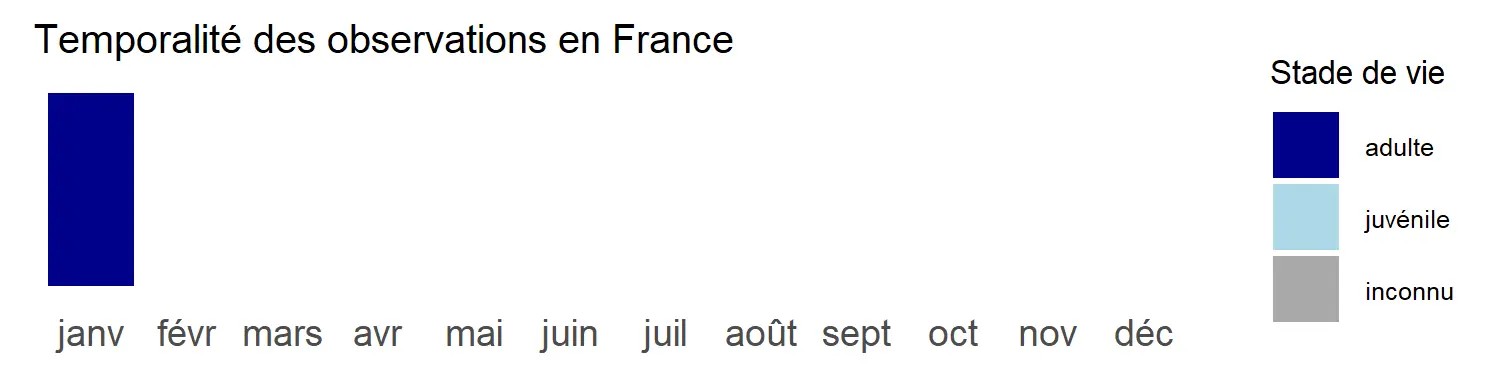 Temporalité des observations en France
Stade de vie
adulte
juvénile
inconnu
janv févr mars avr mai juin juil août sept oct nov déc